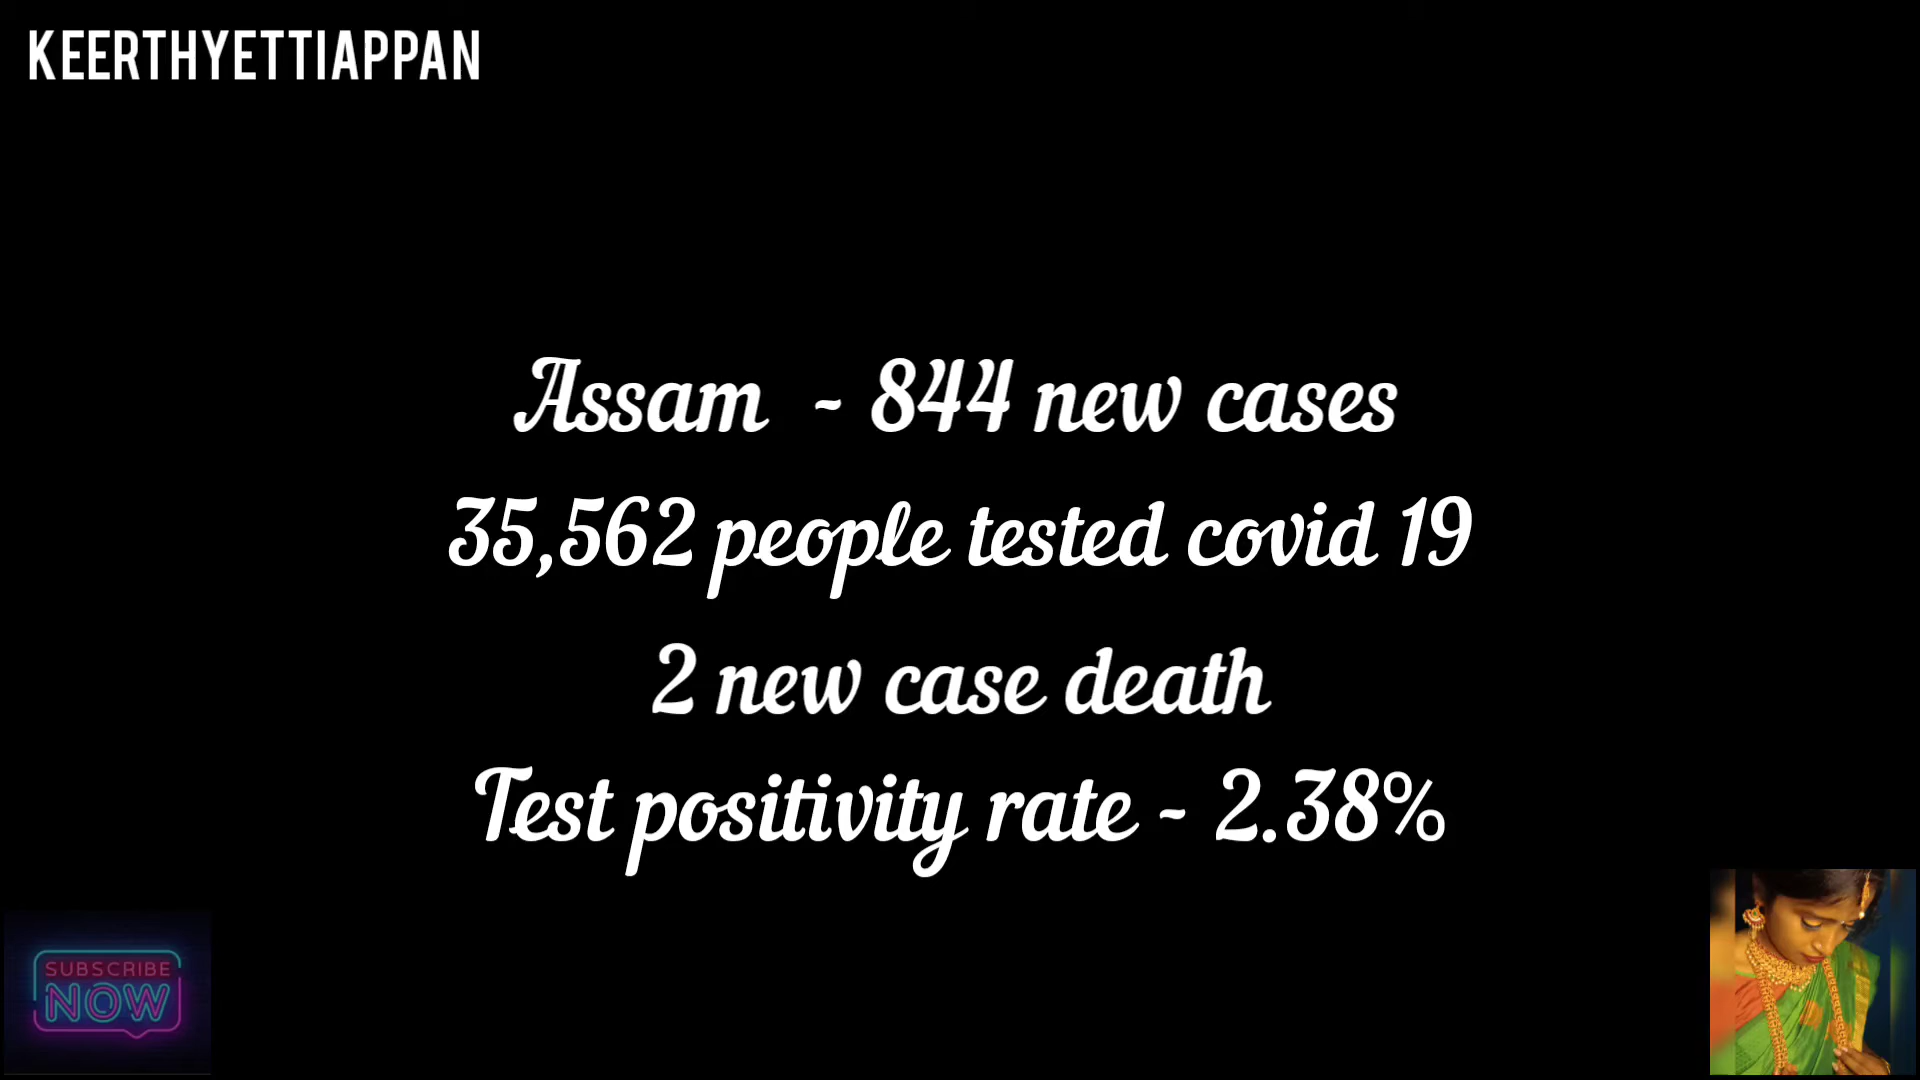 KEERTHYETTIAPPAN
Assam - 844 new cases
35,562 people tested covid 19
2 new case death
Test positivity rate - 2.38%
SUBSCRIBE
NOW